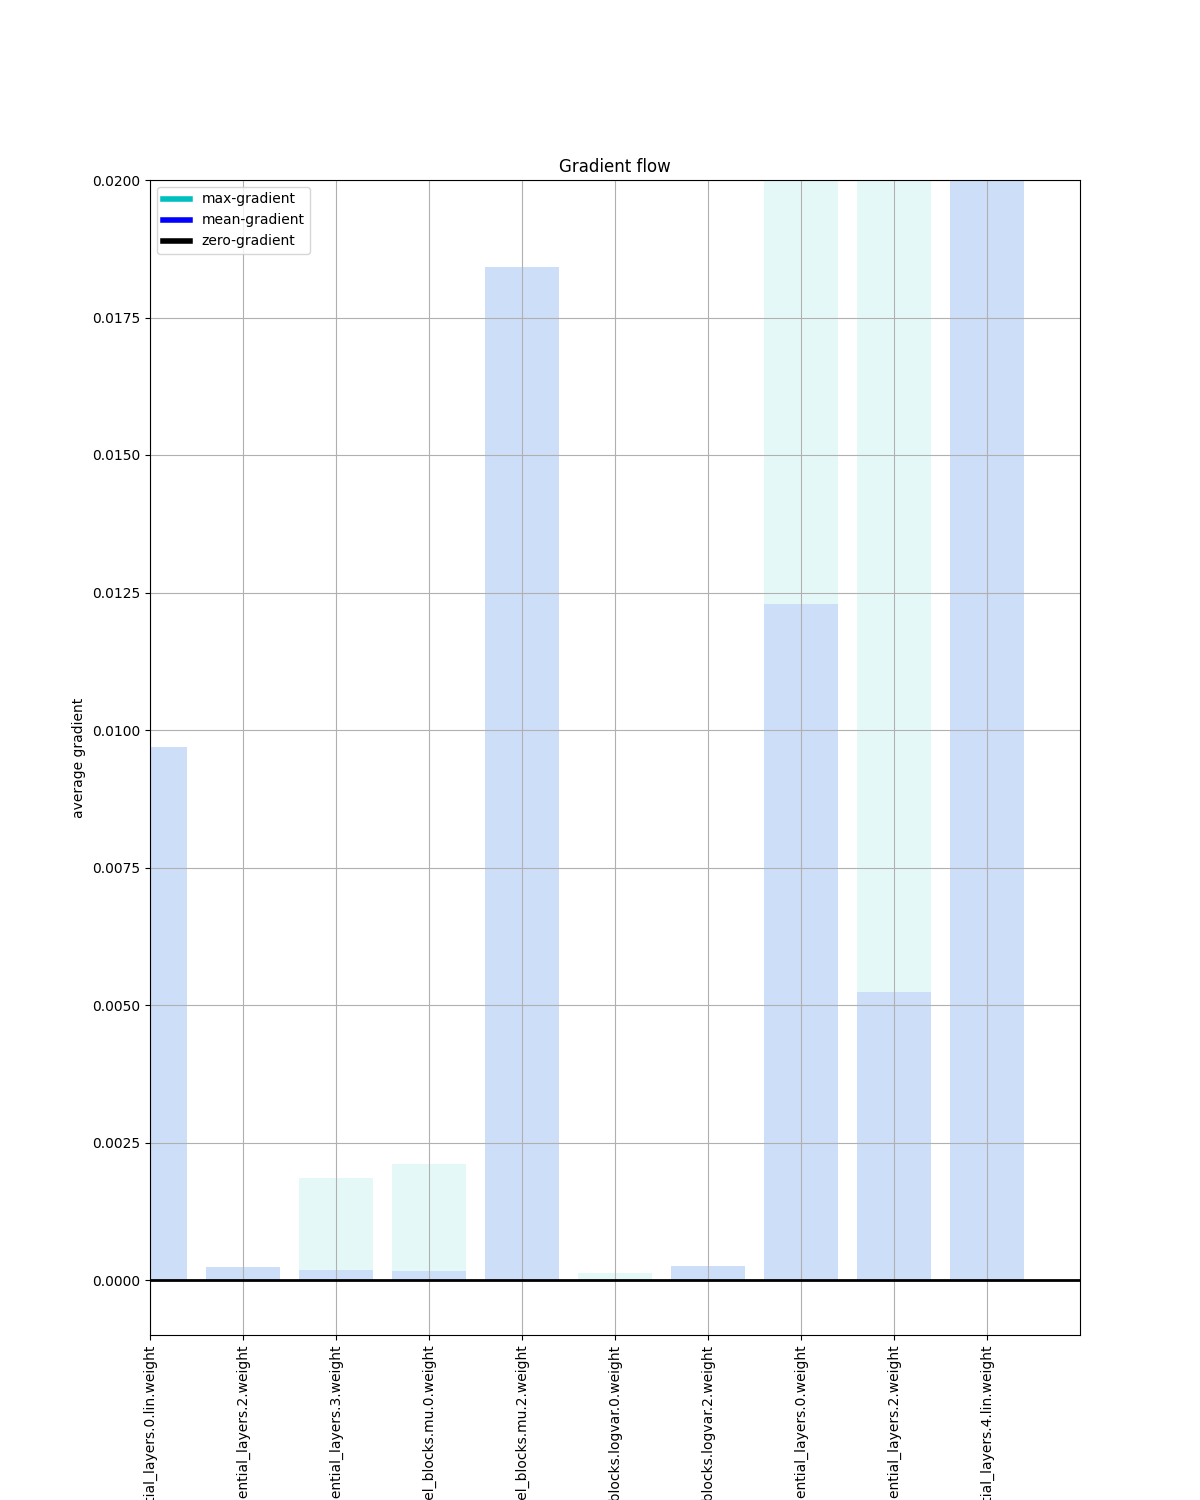 Gradient flow
max-gradient
mean-gradient
zero-gradient
average gradient
0.0200
0.0175
0.0150
0.0125
0.0100
0.0075
0.0050
0.0025
0.0000
tial_layers.0.lin.weight
ential_layers.2.weight
ential_layers.3.weight
el_blocks.mu.0.weight
el_blocks.mu.2.weight
blocks.logvar.0.weight
blocks.logvar.2.weight
ential_layers.0.weight
ential_layers.2.weight
tial_layers.4.lin.weight